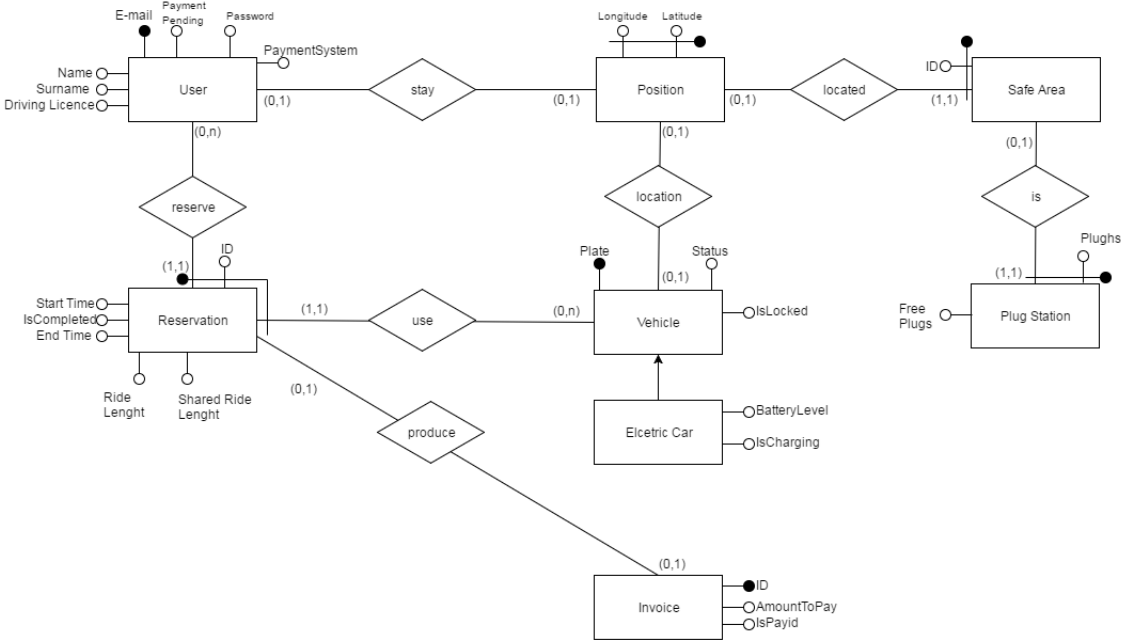 E-mail
Payment
Pending
Password
Longitude
Latitude
PaymentSystem
Name
Surname
Driving Licence
User
(0,1)
stay
(0,1)
Position
(0,1)
located
(1,1)
ID
Safe Area
(0,n)
(0,1)
(0,1)
reserve
location
is
(1,1)
ID
Plate
Status
(0,1)
(1,1)
Plughs
Start Time
IsCompleted
End Time
Reservation
(1,1)
use
(0,n)
Vehicle
IsLocked
Free
Plugs
Plug Station
Ride
Lenght
Shared Ride
Lenght
(0,1)
produce
Elcetric Car
BatteryLevel
IsCharging
(0,1)
Invoice
ID
AmountToPay
IsPayid